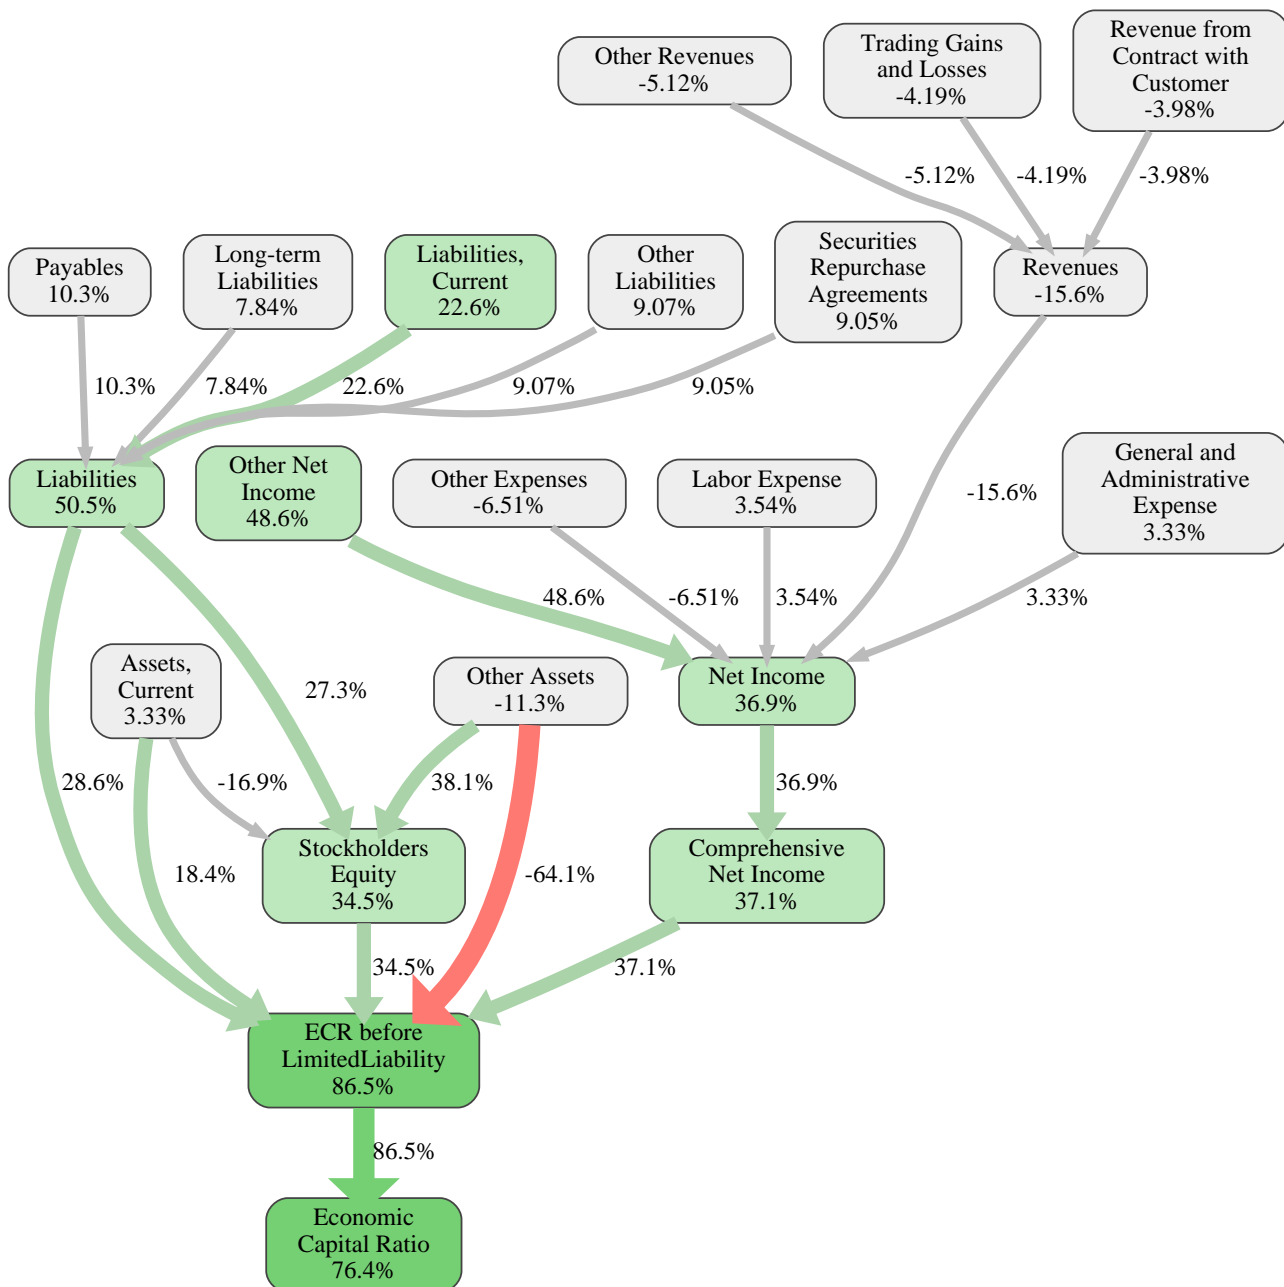 Other Revenues
-5.12%
Trading Gains
and Losses
-4.19%
Revenue from
Contract with
Customer
-3.98%
-5.12%
-4.19%
-3.98%
Payables
10.3%
Long-term
Liabilities
7.84%
Liabilities,
Current
22.6%
Other
Liabilities
9.07%
Securities
Repurchase
Agreements
9.05%
Revenues
-15.6%
10.3%
7.84%
22.6%
9.07%
9.05%
Liabilities
50.5%
Other Net
Income
48.6%
Other Expenses
-6.51%
Labor Expense
3.54%
-15.6%
General and
Administrative
Expense
3.33%
48.6%
-6.51%
3.54%
3.33%
Assets,
Current
3.33%
27.3%
Other Assets
-11.3%
Net Income
36.9%
28.6%
-16.9%
38.1%
36.9%
18.4%
Stockholders
Equity
34.5%
-64.1%
Comprehensive
Net Income
37.1%
34.5%
37.1%
ECR before
LimitedLiability
86.5%
86.5%
Economic
Capital Ratio
76.4%